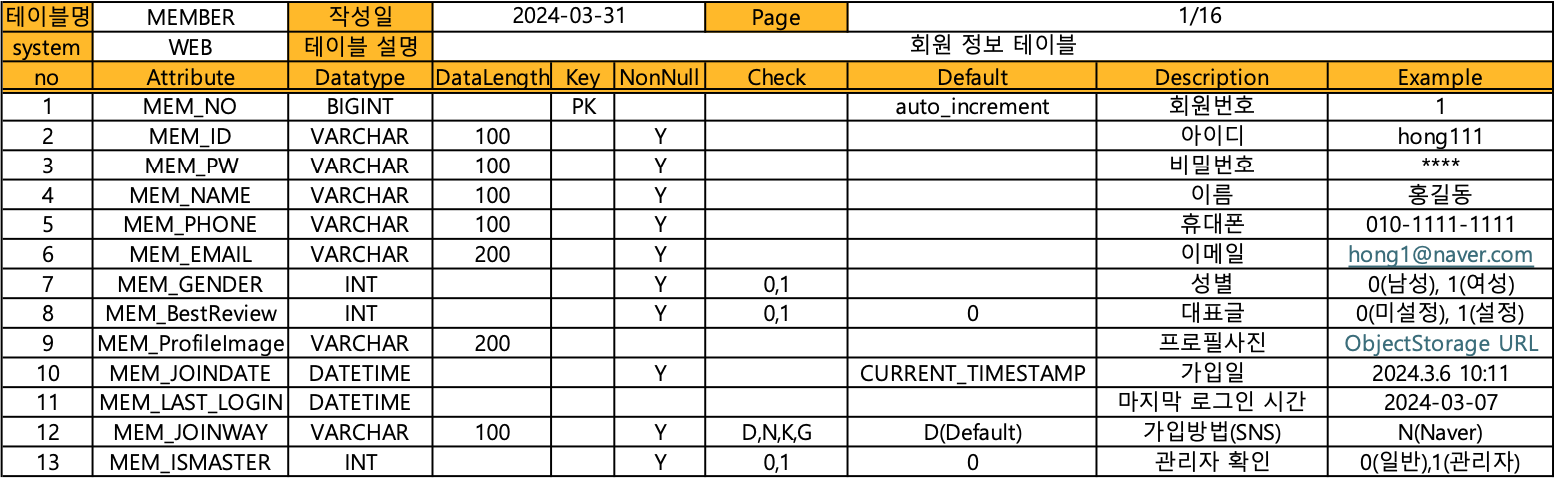 테이블명 MEMBER 작성일 2024-03-31 Page 1/16
system WEB 테이블 설명 회원 정보 테이블
no Attribute Datatype DataLength Key NonNull Check Default Description Example
1 MEM_NO BIGINT PK auto_increment 회원번호 1
2 MEM_ID VARCHAR 100 Y 아이디 hong111
3 MEM_PW VARCHAR 100 Y 비밀번호 ****
4 MEM_NAME VARCHAR 100 Y 이름 홍길동
5 MEM_PHONE VARCHAR 100 Y 휴대폰 010-1111-1111
6 MEM_EMAIL VARCHAR 200 Y 이메일 hong1@naver.com
7 MEM_GENDER INT Y 0,1 성별 0(남성), 1(여성)
8 MEM_BestReview INT Y 0,1 0 대표글 0(미설정), 1(설정)
9 MEM_ProfileImage VARCHAR 200 프로필사진 ObjectStorage URL
10 MEM_JOINDATE DATETIME Y CURRENT_TIMESTAMP 가입일 2024.3.6 10:11
11 MEM_LAST_LOGIN DATETIME 마지막 로그인 시간 2024-03-07
12 MEM_JOINWAY VARCHAR 100 Y D,N,K,G D(Default) 가입방법(SNS) N(Naver)
13 MEM_ISMASTER INT Y 0,1 0 관리자 확인 0(일반),1(관리자)